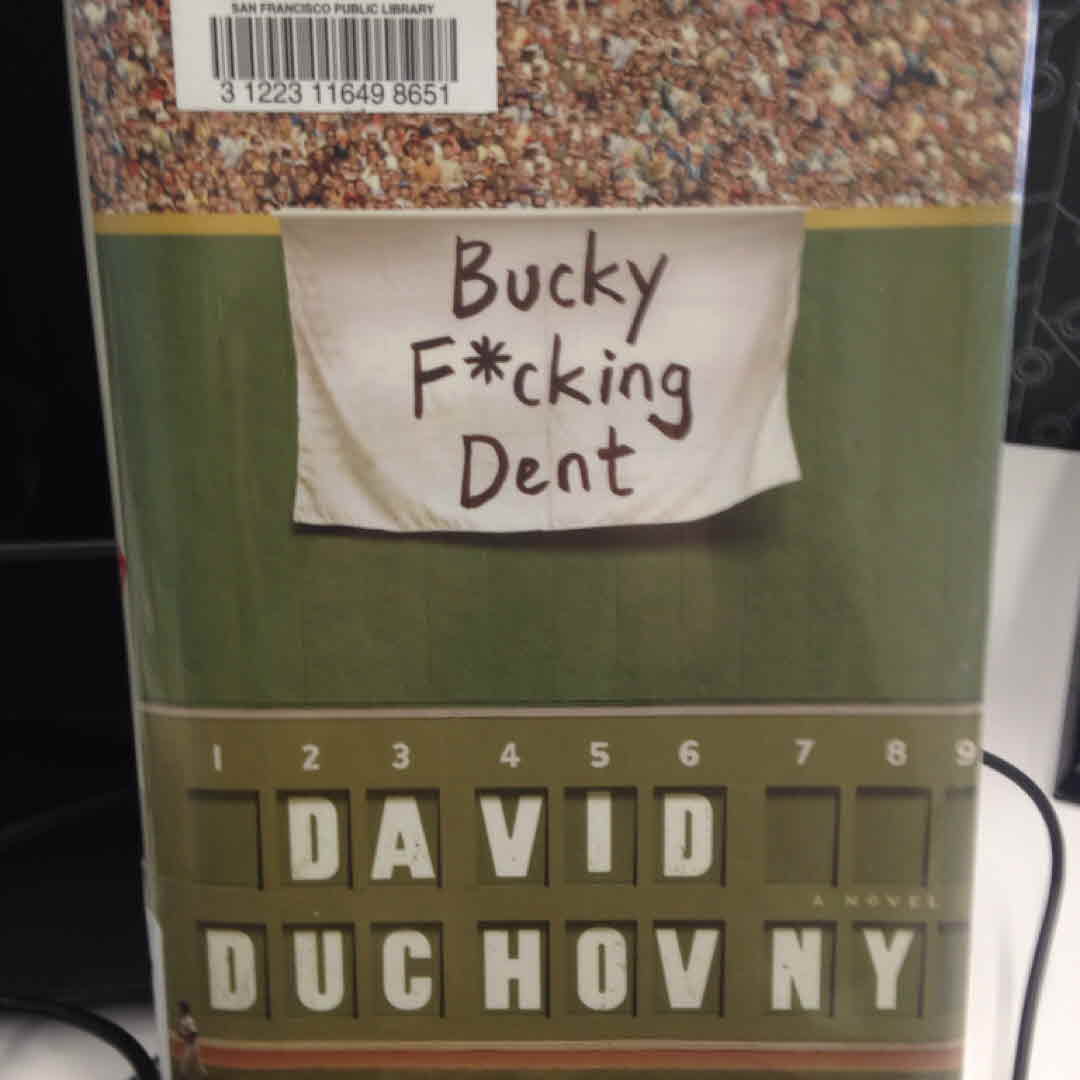 SAN FRANCISCO PUBLIC LIBRARY
3 1223 11649 8651
Bucky
F*cking
Dent
1 2 3 4 5 6 7 8 9
DAVID
A NOVEL
DUCHOVNY